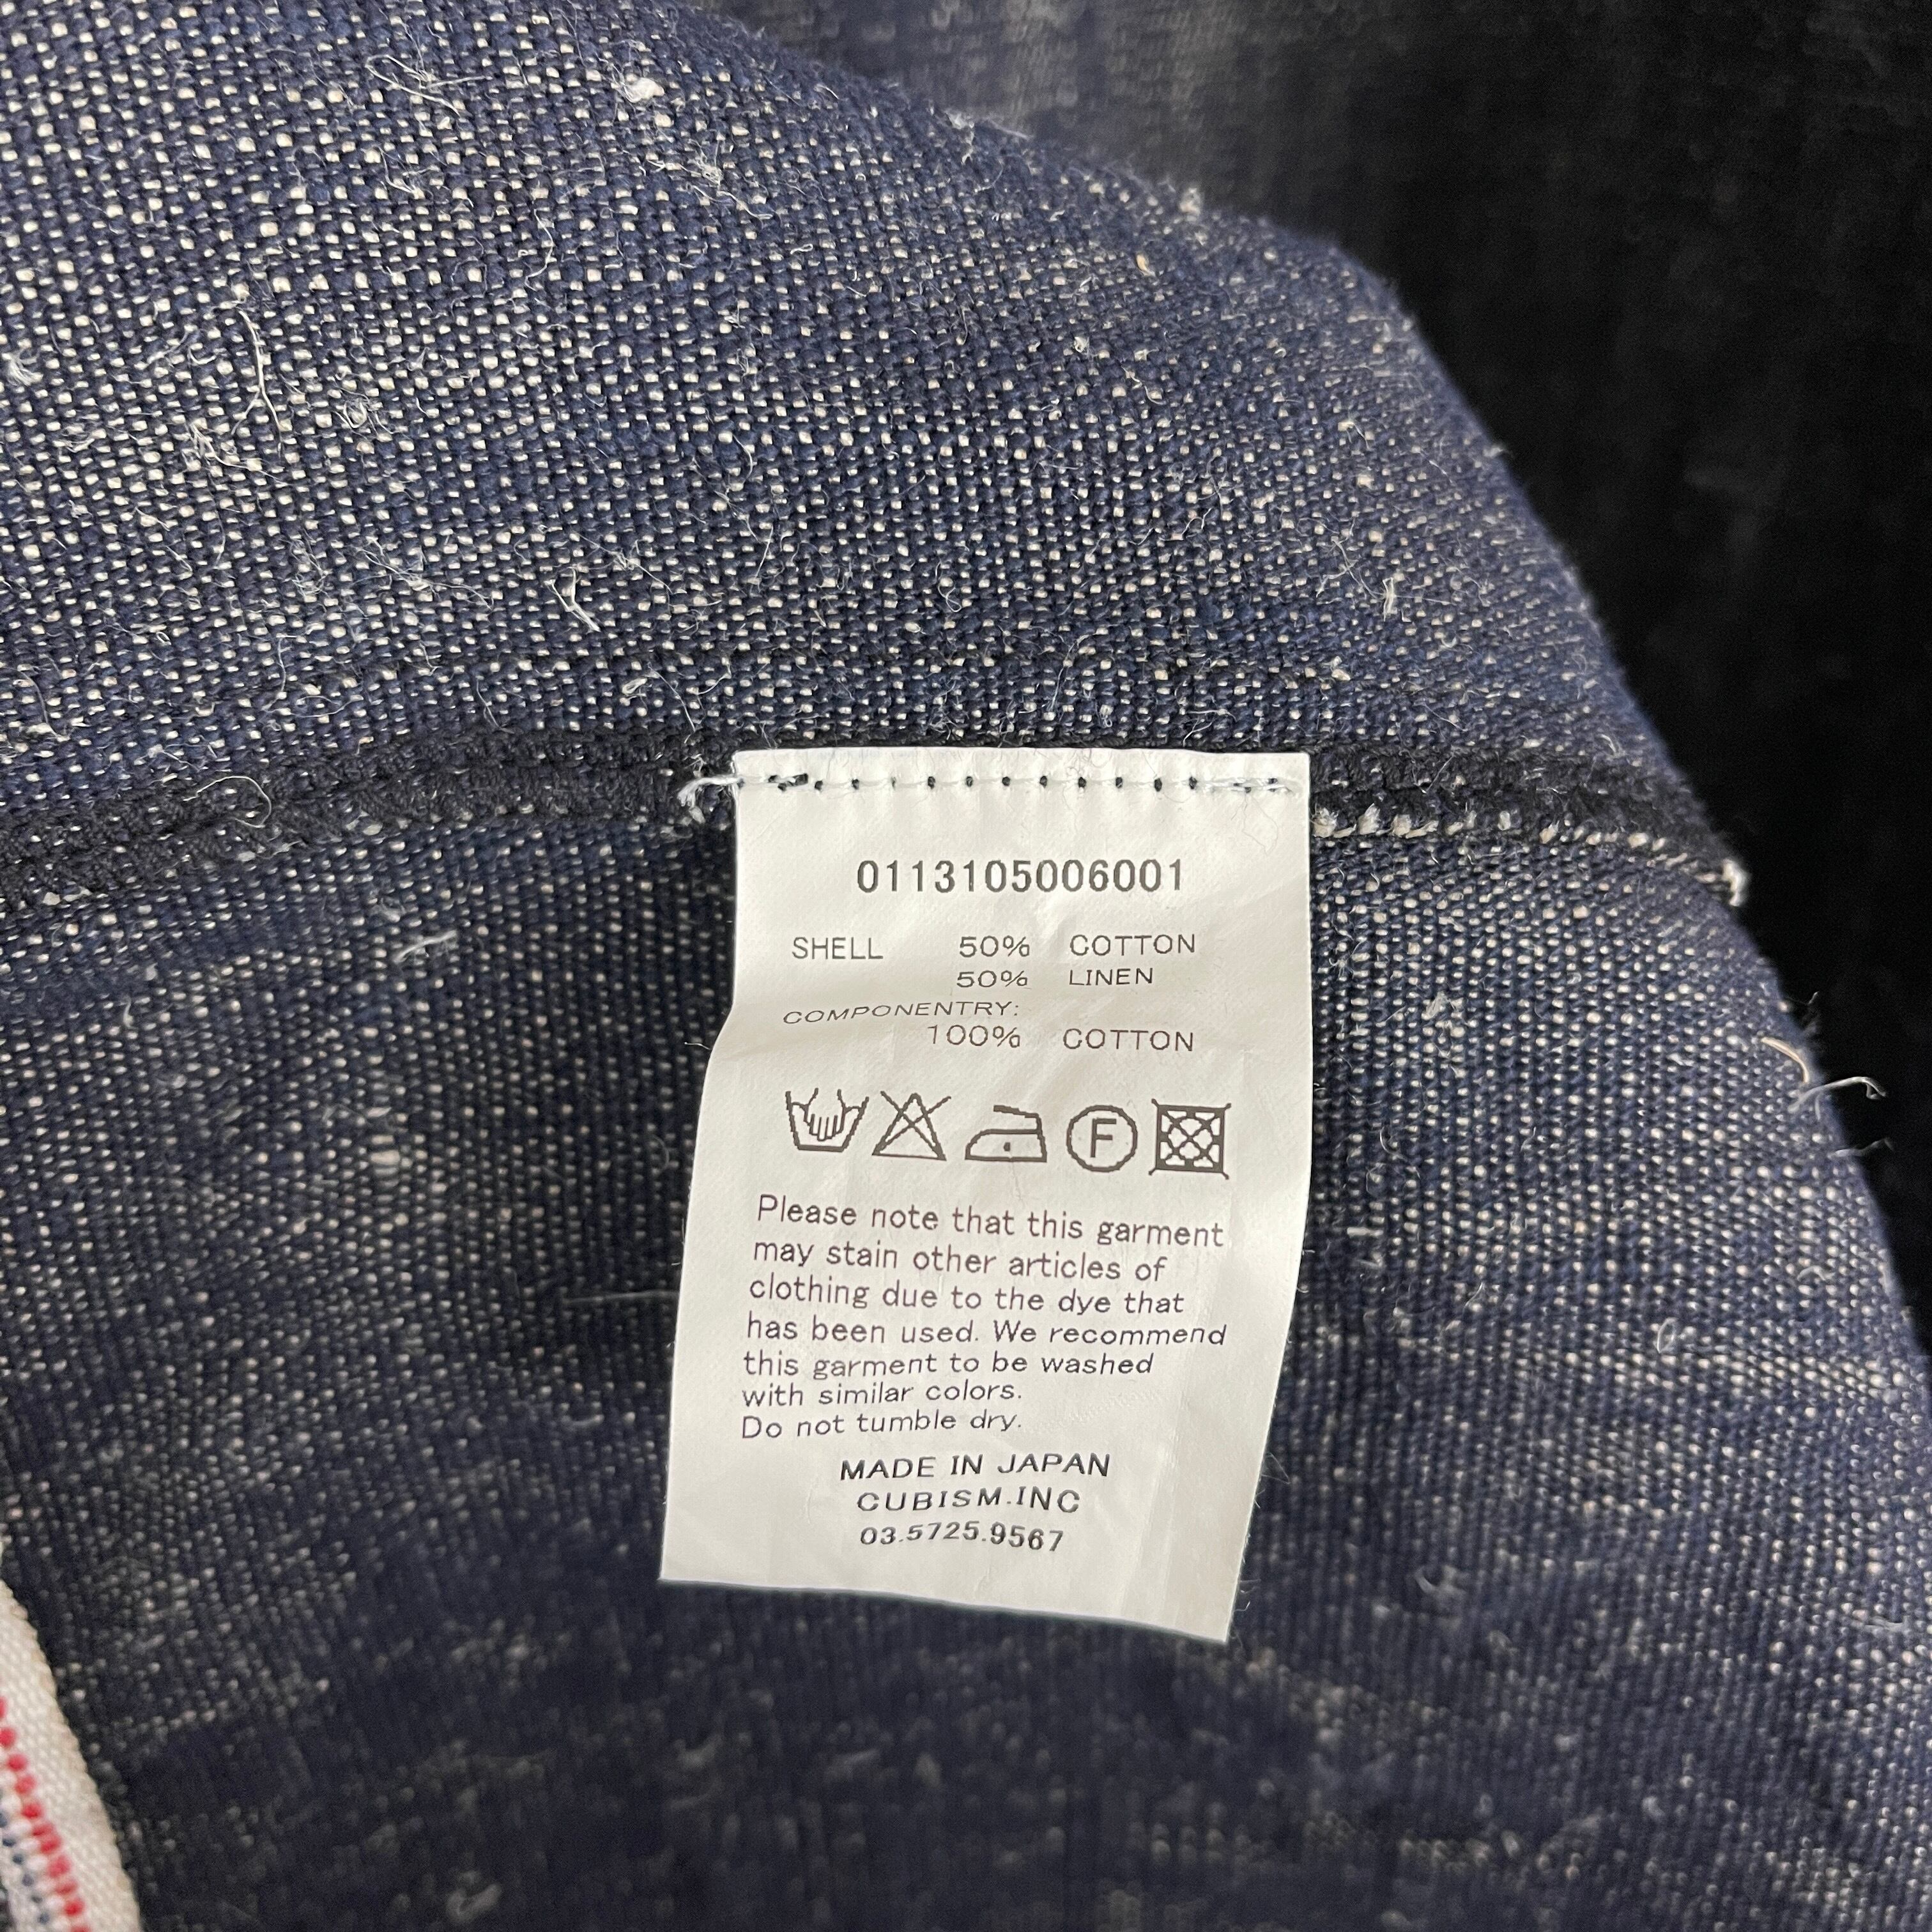 0113105006001
SHELL 50% COTTON
50% LINEN
COMPONENTRY:
100% COTTON
F
Please note that this garment
may stain other articles of
clothing due to the dye that
has been used. We recommend
this garment to be washed
with similar colors.
Do not tumble dry.
MADE IN JAPAN
CUBISM.INC
03.5725.9567